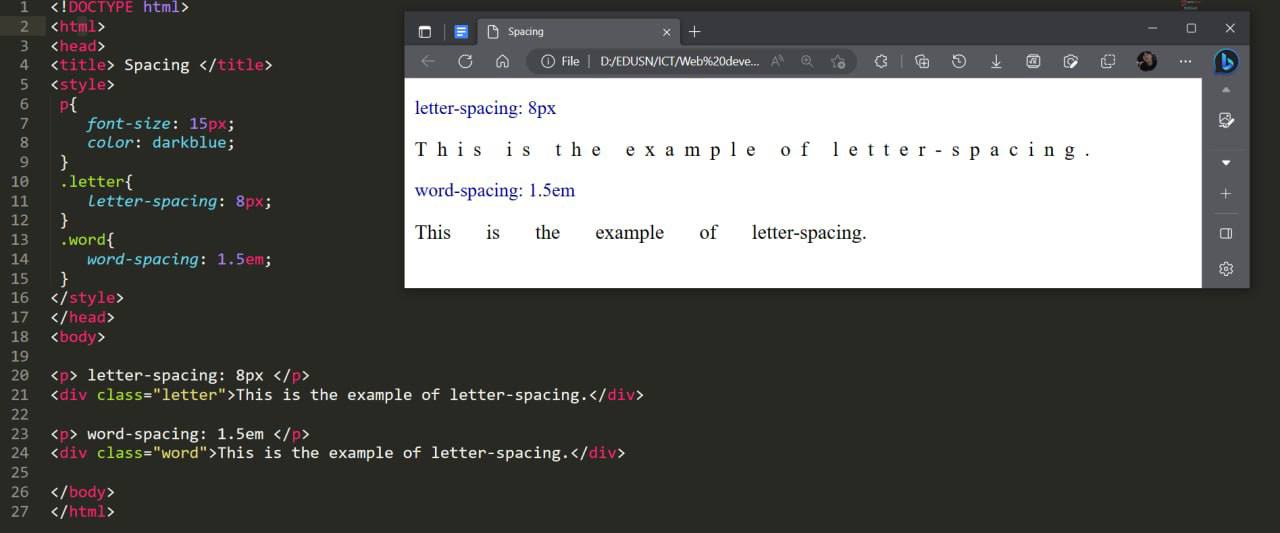 1 <!DOCTYPE html>
2 <html>
3 <head>
4 <title> Spacing </title>
5 <style>
6 p{
7 font-size: 15px;
8 color: darkblue;
9 }
10 .letter{
11 letter-spacing: 8px;
12 }
13 .word{
14 word-spacing: 1.5em;
15 }
16 </style>
17 </head>
18 <body>
19
20 <p> letter-spacing: 8px </p>
21 <div class="letter">This is the example of letter-spacing.</div>
22
23 <p> word-spacing: 1.5em </p>
24 <div class="word">This is the example of letter-spacing.</div>
25
26 </body>
27 </html>
Spacing
File | D:/EDUSN/ICT/Web%20deve...
letter-spacing: 8px
This is the example of letter-spacing.
word-spacing: 1.5em
This is the example of letter-spacing.